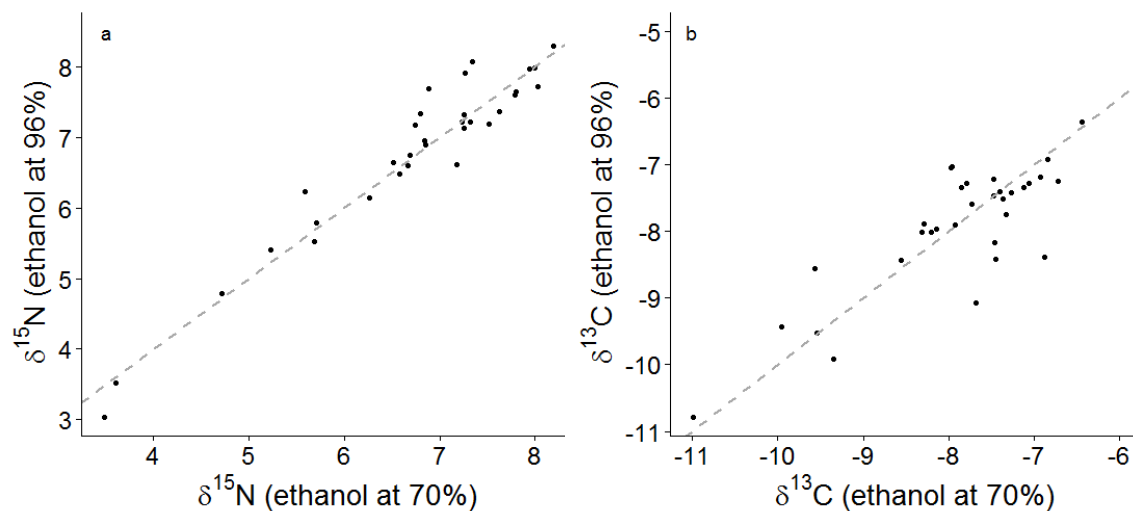 a
8
7
6
5
4
3
δ¹⁵N (ethanol at 96%)
4 5 6 7 8
δ¹⁵N (ethanol at 70%)
b
-5
-6
-7
-8
-9
-10
-11
δ¹³C (ethanol at 96%)
-11 -10 -9 -8 -7 -6
δ¹³C (ethanol at 70%)